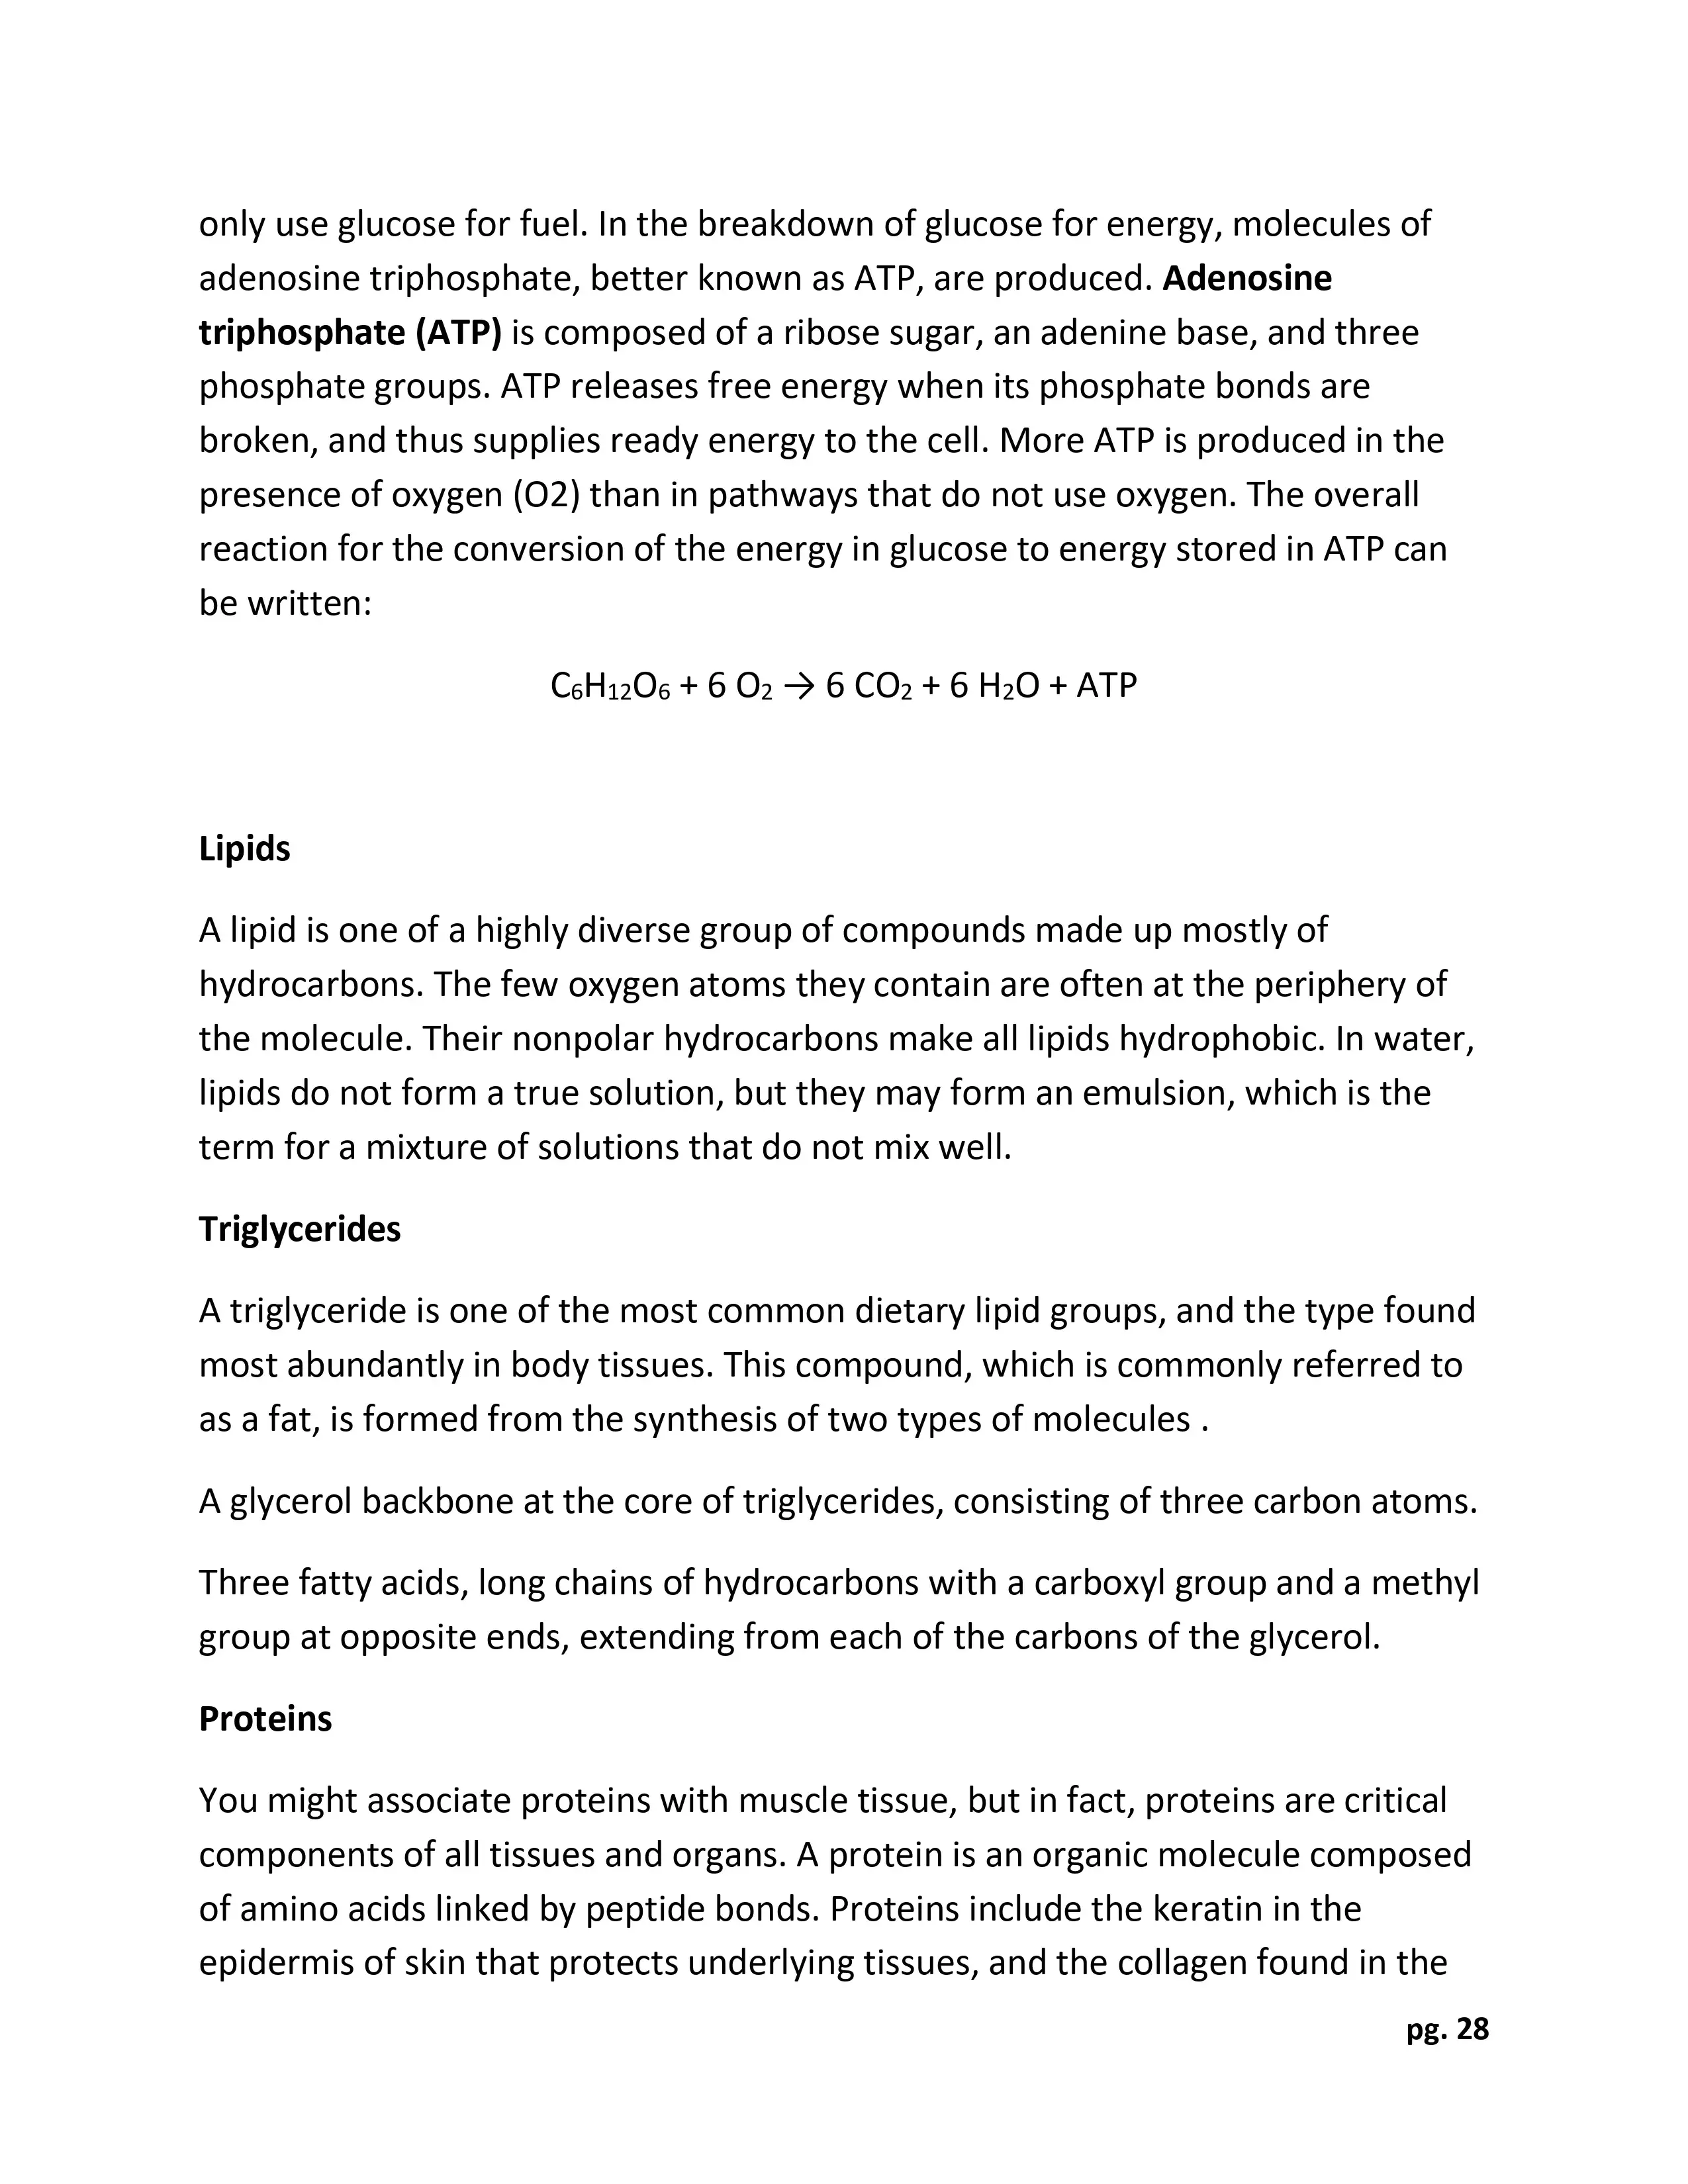 only use glucose for fuel. In the breakdown of glucose for energy, molecules of
adenosine triphosphate, better known as ATP, are produced. Adenosine
triphosphate (ATP) is composed of a ribose sugar, an adenine base, and three
phosphate groups. ATP releases free energy when its phosphate bonds are
broken, and thus supplies ready energy to the cell. More ATP is produced in the
presence of oxygen (O2) than in pathways that do not use oxygen. The overall
reaction for the conversion of the energy in glucose to energy stored in ATP can
be written:
C₆H₁₂O₆ + 6 O₂ → 6 CO₂ + 6 H₂O + ATP
Lipids
A lipid is one of a highly diverse group of compounds made up mostly of
hydrocarbons. The few oxygen atoms they contain are often at the periphery of
the molecule. Their nonpolar hydrocarbons make all lipids hydrophobic. In water,
lipids do not form a true solution, but they may form an emulsion, which is the
term for a mixture of solutions that do not mix well.
Triglycerides
A triglyceride is one of the most common dietary lipid groups, and the type found
most abundantly in body tissues. This compound, which is commonly referred to
as a fat, is formed from the synthesis of two types of molecules .
A glycerol backbone at the core of triglycerides, consisting of three carbon atoms.
Three fatty acids, long chains of hydrocarbons with a carboxyl group and a methyl
group at opposite ends, extending from each of the carbons of the glycerol.
Proteins
You might associate proteins with muscle tissue, but in fact, proteins are critical
components of all tissues and organs. A protein is an organic molecule composed
of amino acids linked by peptide bonds. Proteins include the keratin in the
epidermis of skin that protects underlying tissues, and the collagen found in the
pg. 28